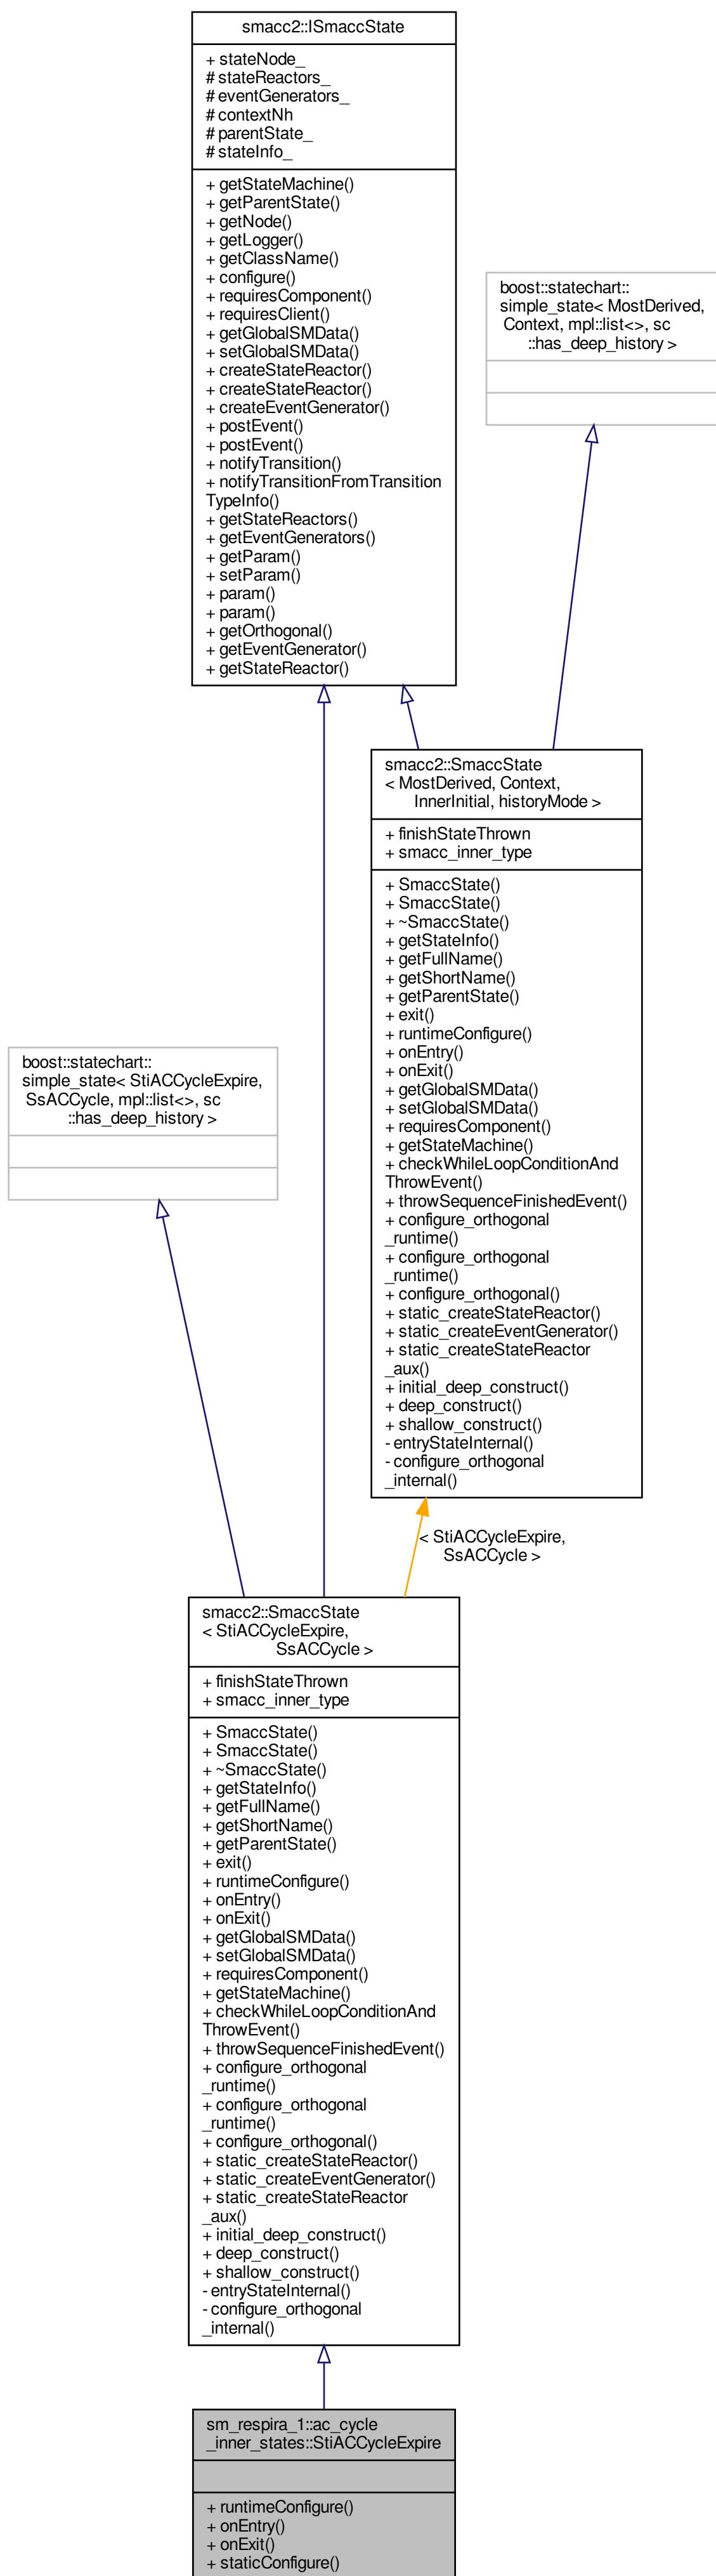 smacc2::ISmaccState
+ stateNode_
# stateReactors_
# eventGenerators_
# contextNh
# parentState_
# stateInfo_
+ getStateMachine()
+ getParentState()
+ getNode()
+ getLogger()
+ getClassName()
+ configure()
+ requiresComponent()
+ requiresClient()
+ getGlobalSMData()
+ setGlobalSMData()
+ createStateReactor()
+ createStateReactor()
+ createEventGenerator()
+ postEvent()
+ postEvent()
+ notifyTransition()
+ notifyTransitionFromTransition
TypeInfo()
+ getStateReactors()
+ getEventGenerators()
+ getParam()
+ setParam()
+ param()
+ param()
+ getOrthogonal()
+ getEventGenerator()
+ getStateReactor()
boost::statechart::
simple_state< MostDerived,
Context, mpl::list<>, sc
::has_deep_history >
smacc2::SmaccState
< MostDerived, Context,
InnerInitial, historyMode >
+ finishStateThrown
+ smacc_inner_type
+ SmaccState()
+ SmaccState()
+ ~SmaccState()
+ getStateInfo()
+ getFullName()
+ getShortName()
+ getParentState()
+ exit()
+ runtimeConfigure()
+ onEntry()
+ onExit()
+ getGlobalSMData()
+ setGlobalSMData()
+ requiresComponent()
+ getStateMachine()
+ checkWhileLoopConditionAnd
ThrowEvent()
+ throwSequenceFinishedEvent()
+ configure_orthogonal
_runtime()
+ configure_orthogonal
_runtime()
+ configure_orthogonal()
+ static_createStateReactor()
+ static_createEventGenerator()
+ static_createStateReactor
_aux()
+ initial_deep_construct()
+ deep_construct()
+ shallow_construct()
- entryStateInternal()
- configure_orthogonal
_internal()
boost::statechart::
simple_state< StiACCycleExpire,
SsACCycle, mpl::list<>, sc
::has_deep_history >
< StiACCycleExpire,
SsACCycle >
smacc2::SmaccState
< StiACCycleExpire,
SsACCycle >
+ finishStateThrown
+ smacc_inner_type
+ SmaccState()
+ SmaccState()
+ ~SmaccState()
+ getStateInfo()
+ getFullName()
+ getShortName()
+ getParentState()
+ exit()
+ runtimeConfigure()
+ onEntry()
+ onExit()
+ getGlobalSMData()
+ setGlobalSMData()
+ requiresComponent()
+ getStateMachine()
+ checkWhileLoopConditionAnd
ThrowEvent()
+ throwSequenceFinishedEvent()
+ configure_orthogonal
_runtime()
+ configure_orthogonal
_runtime()
+ configure_orthogonal()
+ static_createStateReactor()
+ static_createEventGenerator()
+ static_createStateReactor
_aux()
+ initial_deep_construct()
+ deep_construct()
+ shallow_construct()
- entryStateInternal()
- configure_orthogonal
_internal()
sm_respira_1::ac_cycle
_inner_states::StiACCycleExpire
+ runtimeConfigure()
+ onEntry()
+ onExit()
+ staticConfigure()